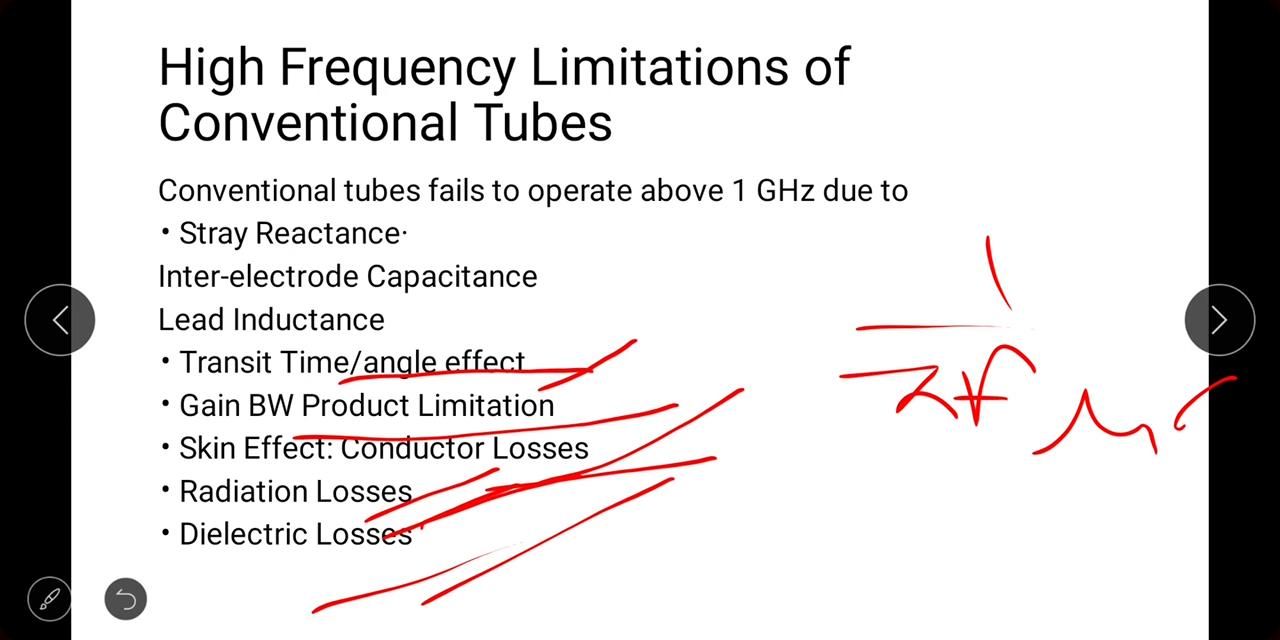 High Frequency Limitations of
Conventional Tubes
Conventional tubes fails to operate above 1 GHz due to
• Stray Reactance·
Inter-electrode Capacitance
Lead Inductance
• Transit Time/angle effect
• Gain BW Product Limitation
• Skin Effect: Conductor Losses
• Radiation Losses
• Dielectric Losses